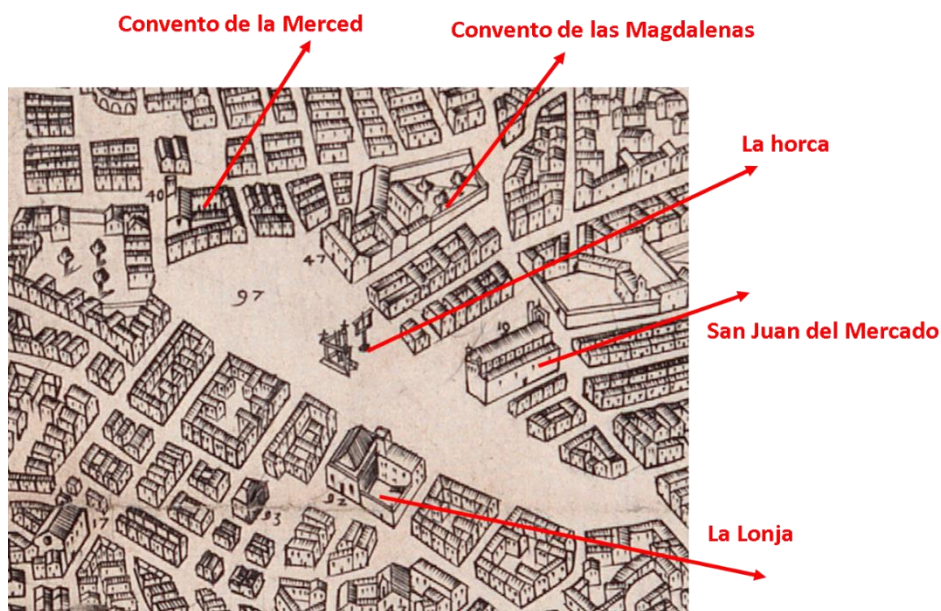 Convento de la Merced
Convento de las Magdalenas
La horca
40
47
97
San Juan del Mercado
19
92
93
17
La Lonja